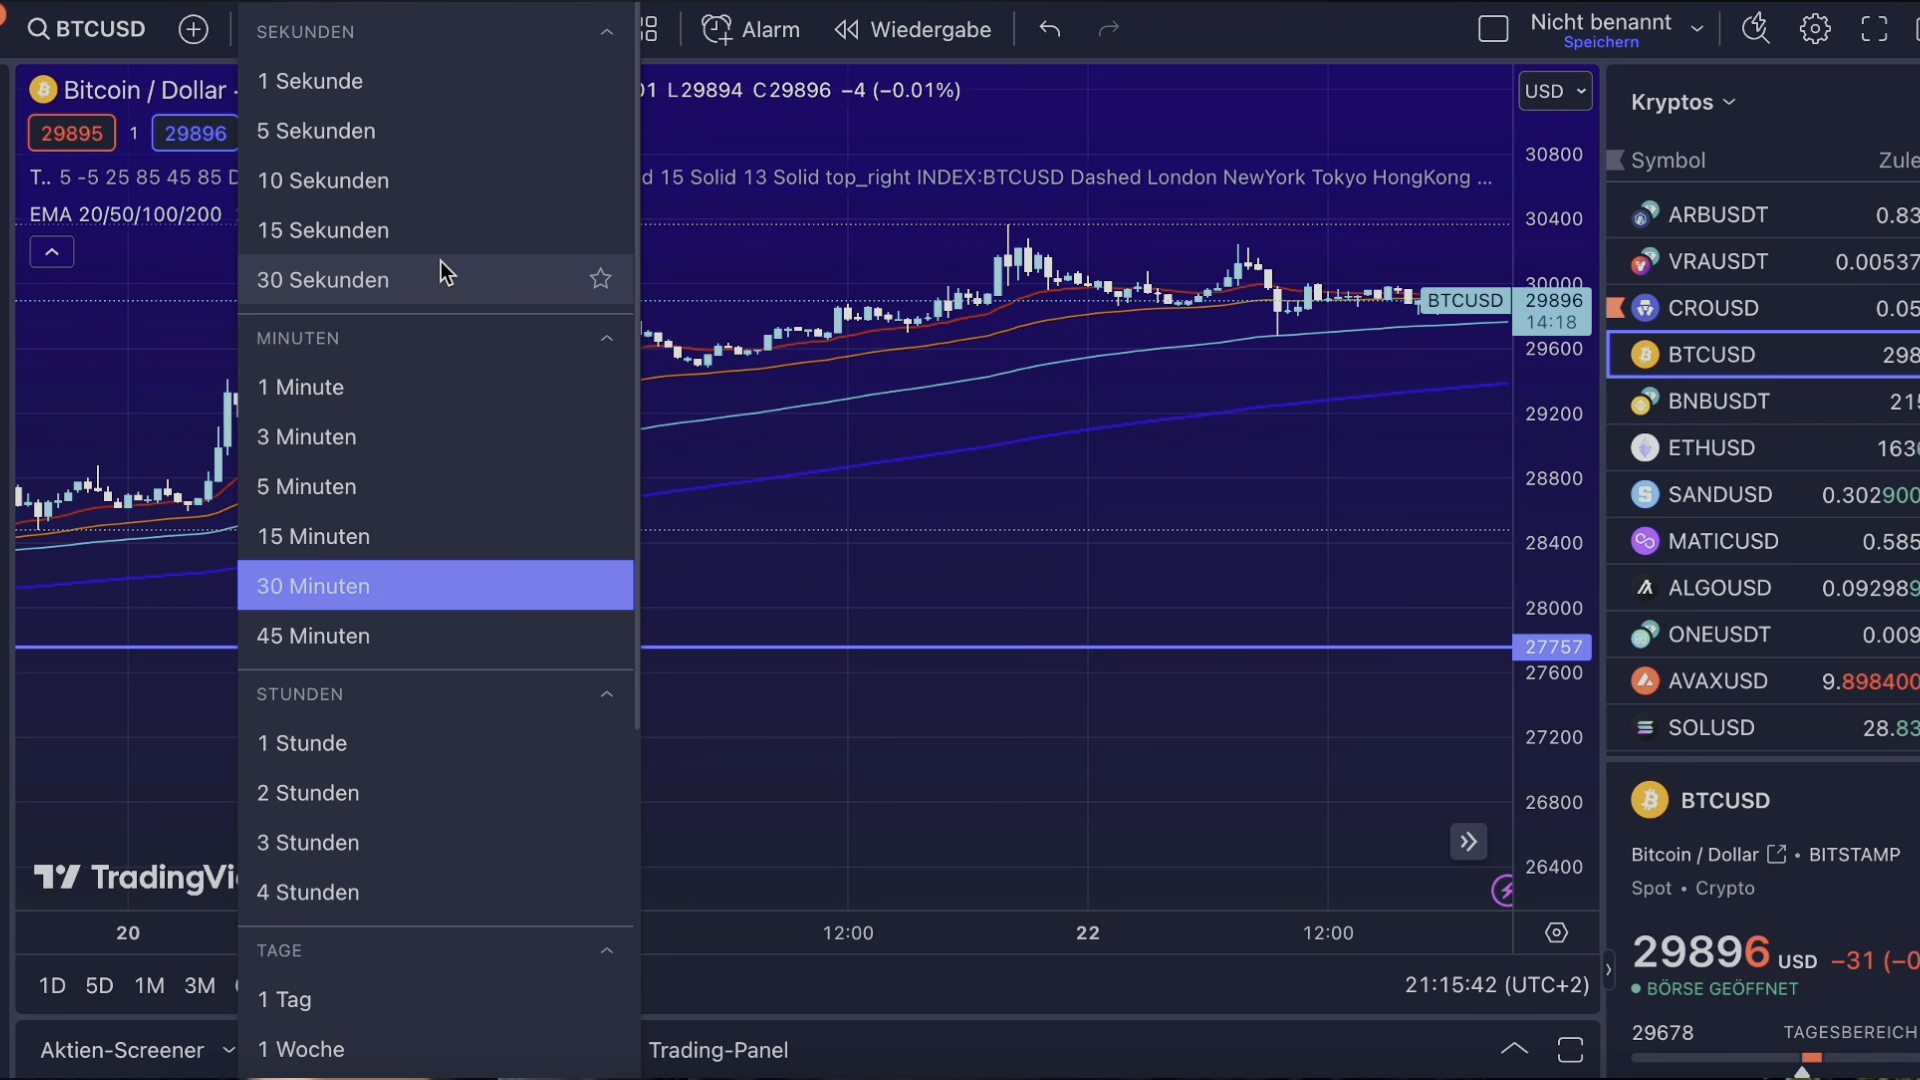 BTCUSD
Alarm
Wiedergabe
Nicht benannt
Speichern
SEKUNDEN
1 Sekunde
5 Sekunden
10 Sekunden
15 Sekunden
30 Sekunden
MINUTEN
1 Minute
3 Minuten
5 Minuten
15 Minuten
30 Minuten
45 Minuten
STUNDEN
1 Stunde
2 Stunden
3 Stunden
4 Stunden
TAGE
1 Tag
1 Woche
Bitcoin / Dollar
L29894 C29896 −4 (−0.01%)
29895 1 29896
T.. 5 -5 25 85 45 85
15 Solid 13 Solid top_right INDEX:BTCUSD Dashed London NewYork Tokyo HongKong ...
EMA 20/50/100/200
USD
30800
30400
30000
BTCUSD 29896
14:18
29600
29200
28800
28400
28000
27757
27600
27200
26800
26400
20
12:00
22
12:00
1D 5D 1M 3M
21:15:42 (UTC+2)
Aktien-Screener
Trading-Panel
Kryptos
Symbol
ARBUSDT 0.83
VRAUSDT 0.00537
CROUSD 0.05
BTCUSD 298
BNBUSDT 215
ETHUSD 163
SANDUSD 0.302900
MATICUSD 0.585
ALGOUSD 0.092989
ONEUSDT 0.009
AVAXUSD 9.898400
SOLUSD 28.83
BTCUSD
Bitcoin / Dollar • BITSTAMP
Spot • Crypto
29896 USD −31
BÖRSE GEÖFFNET
29678 TAGESBEREICH